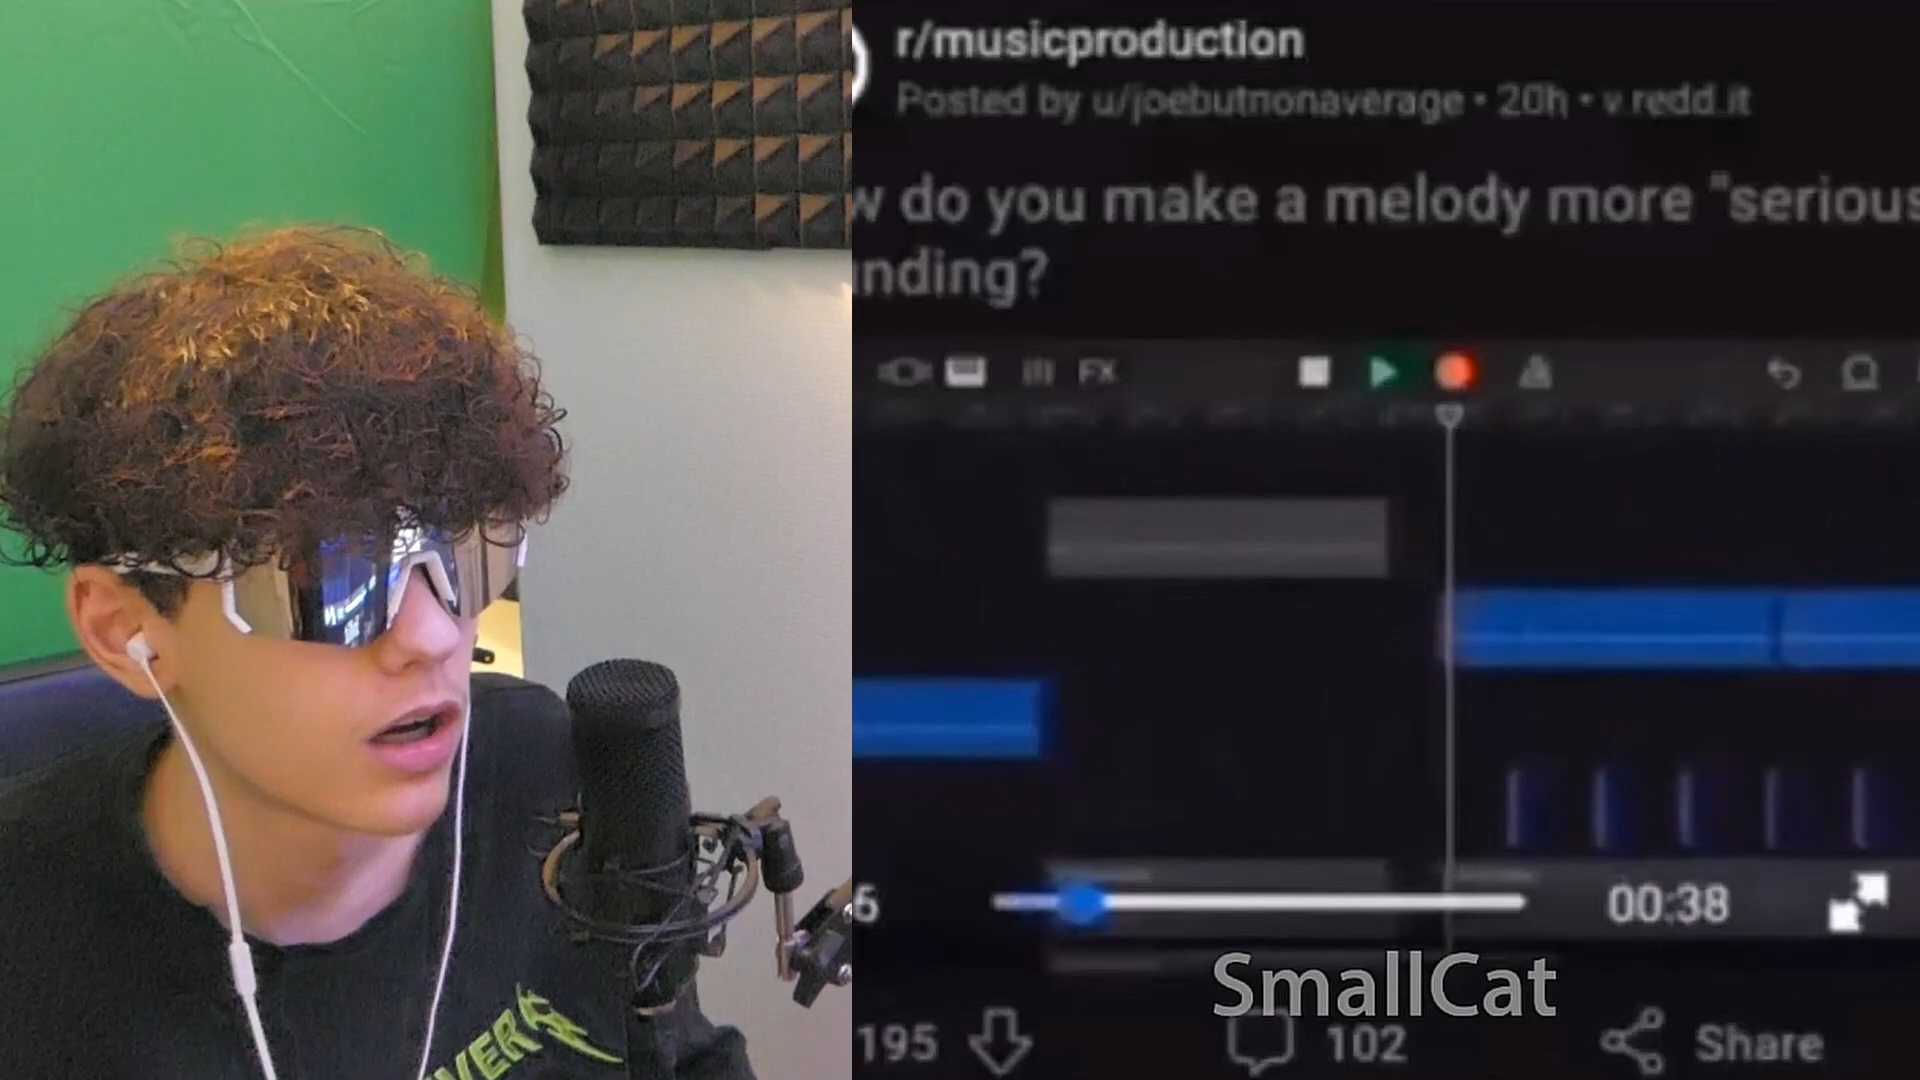 r/musicproduction
Posted by u/joebutnonaverage • 20h • v.redd.it
w do you make a melody more "serious
nding?
FX
00:38
SmallCat
195
102
Share
VERA